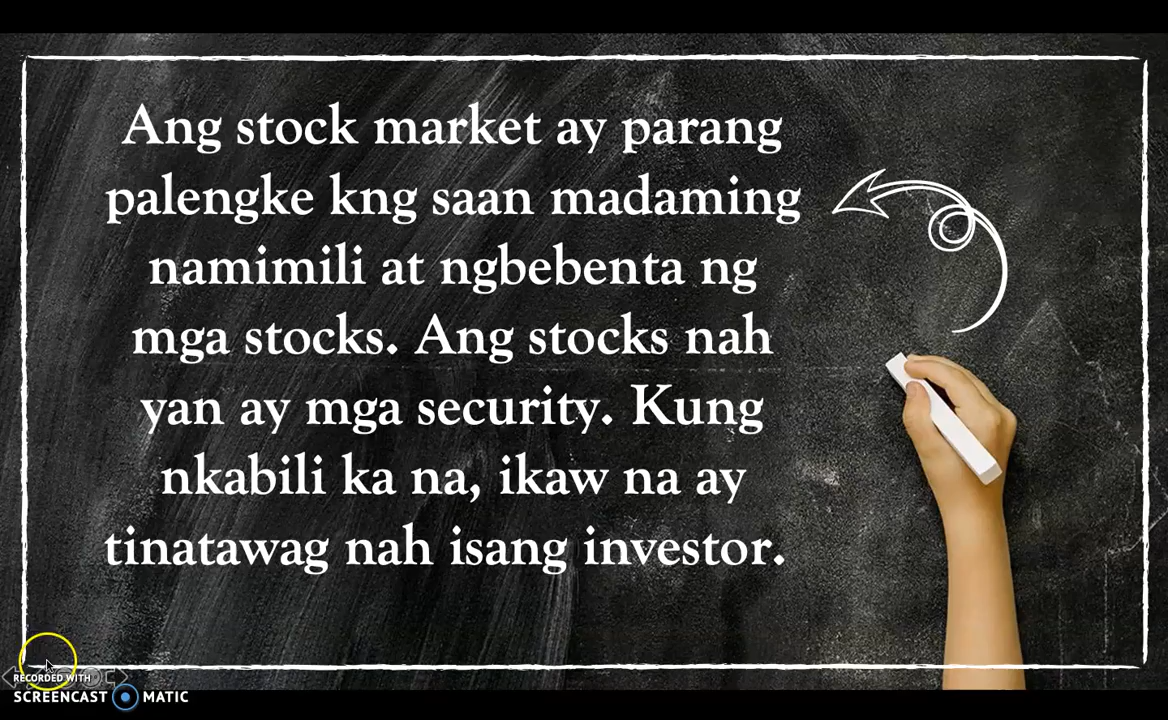 Ang stock market ay parang
palengke kng saan madaming
namimili at ngbebenta ng
mga stocks. Ang stocks nah
yan ay mga security. Kung
nkabili ka na, ikaw na ay
tinatawag nah isang investor.
RECORDED WITH
SCREENCAST MATIC